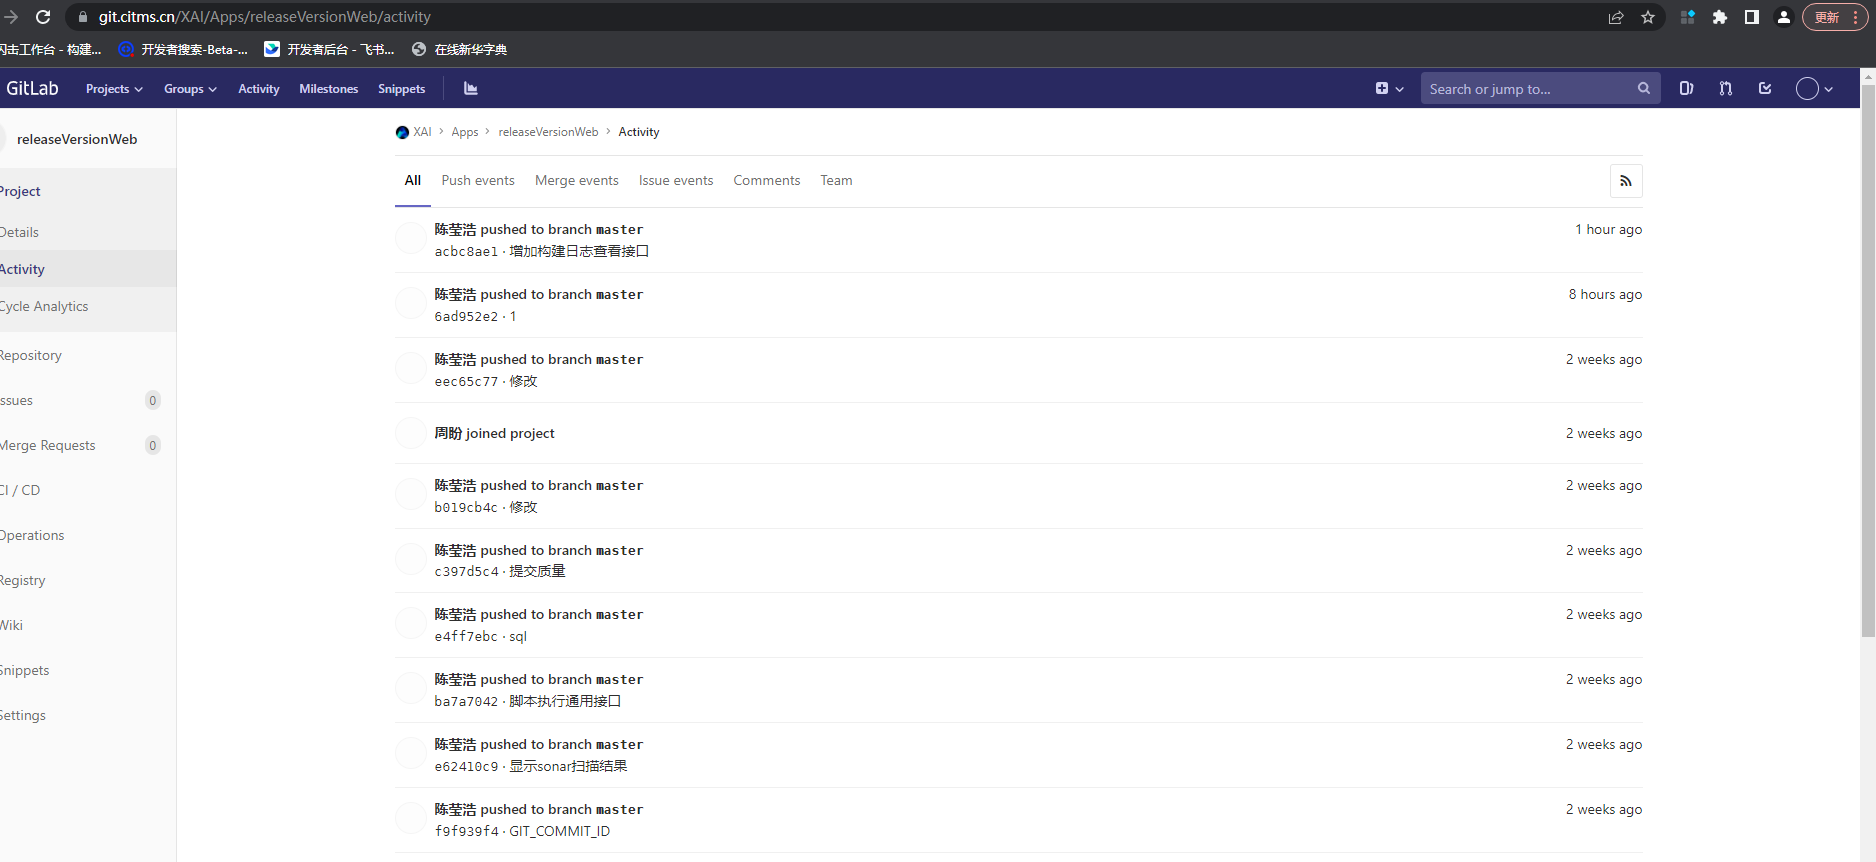 git.citms.cn/XAI/Apps/releaseVersionWeb/activity
更新
闪击工作台 - 构建... 开发者搜索-Beta-... 开发者后台 - 飞书... 在线新华字典
GitLab Projects Groups Activity Milestones Snippets Search or jump to...
releaseVersionWeb
Project
Details
Activity
Cycle Analytics
Repository
Issues 0
Merge Requests 0
CI / CD
Operations
Registry
Wiki
Snippets
Settings
XAI > Apps > releaseVersionWeb > Activity
All Push events Merge events Issue events Comments Team
陈莹浩 pushed to branch master 1 hour ago
acbc8ae1 · 增加构建日志查看接口
陈莹浩 pushed to branch master 8 hours ago
6ad952e2 · 1
陈莹浩 pushed to branch master 2 weeks ago
eec65c77 · 修改
周盼 joined project 2 weeks ago
陈莹浩 pushed to branch master 2 weeks ago
b019cb4c · 修改
陈莹浩 pushed to branch master 2 weeks ago
c397d5c4 · 提交质量
陈莹浩 pushed to branch master 2 weeks ago
e4ff7ebc · sql
陈莹浩 pushed to branch master 2 weeks ago
ba7a7042 · 脚本执行通用接口
陈莹浩 pushed to branch master 2 weeks ago
e62410c9 · 显示sonar扫描结果
陈莹浩 pushed to branch master 2 weeks ago
f9f939f4 · GIT_COMMIT_ID